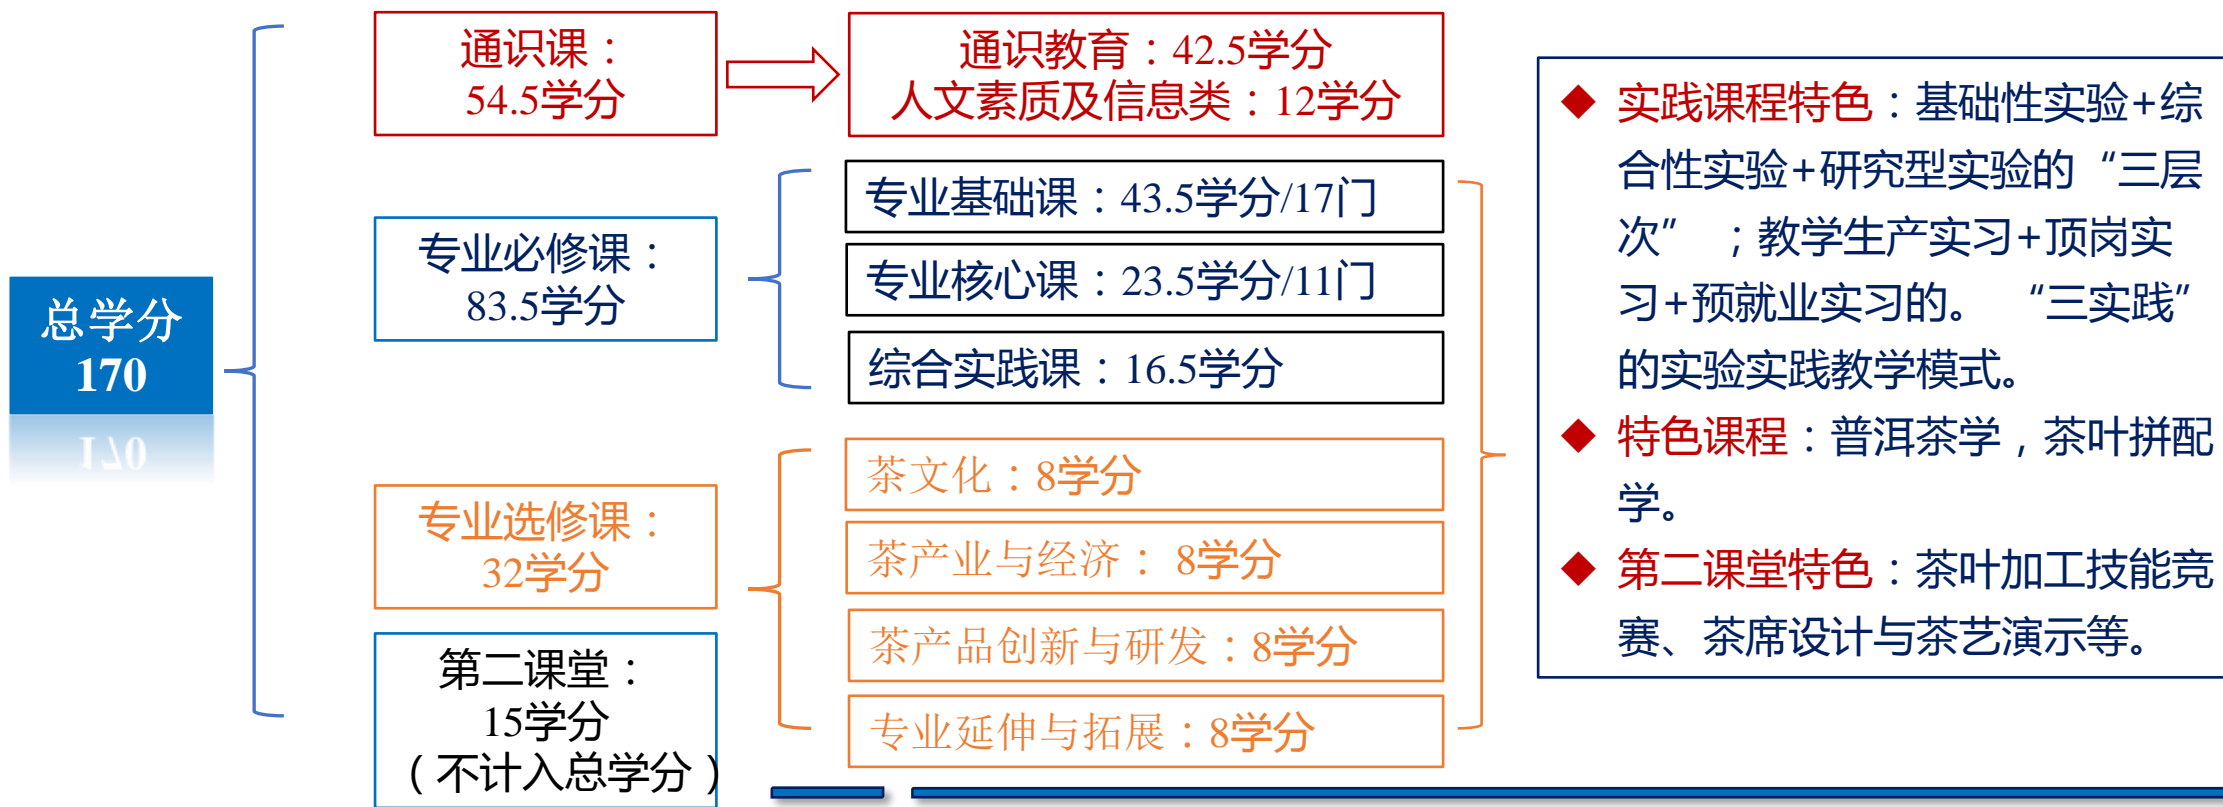 总学分
170
通识课：
54.5学分
通识教育：42.5学分
人文素质及信息类：12学分
专业必修课：
83.5学分
专业基础课：43.5学分/17门
专业核心课：23.5学分/11门
综合实践课：16.5学分
专业选修课：
32学分
茶文化：8学分
茶产业与经济： 8学分
茶产品创新与研发：8学分
专业延伸与拓展：8学分
第二课堂：
15学分
（不计入总学分）
◆ 实践课程特色：基础性实验+综
合性实验+研究型实验的“三层
次” ；教学生产实习+顶岗实
习+预就业实习的。 “三实践”
的实验实践教学模式。
◆ 特色课程：普洱茶学，茶叶拼配
学。
◆ 第二课堂特色：茶叶加工技能竞
赛、茶席设计与茶艺演示等。